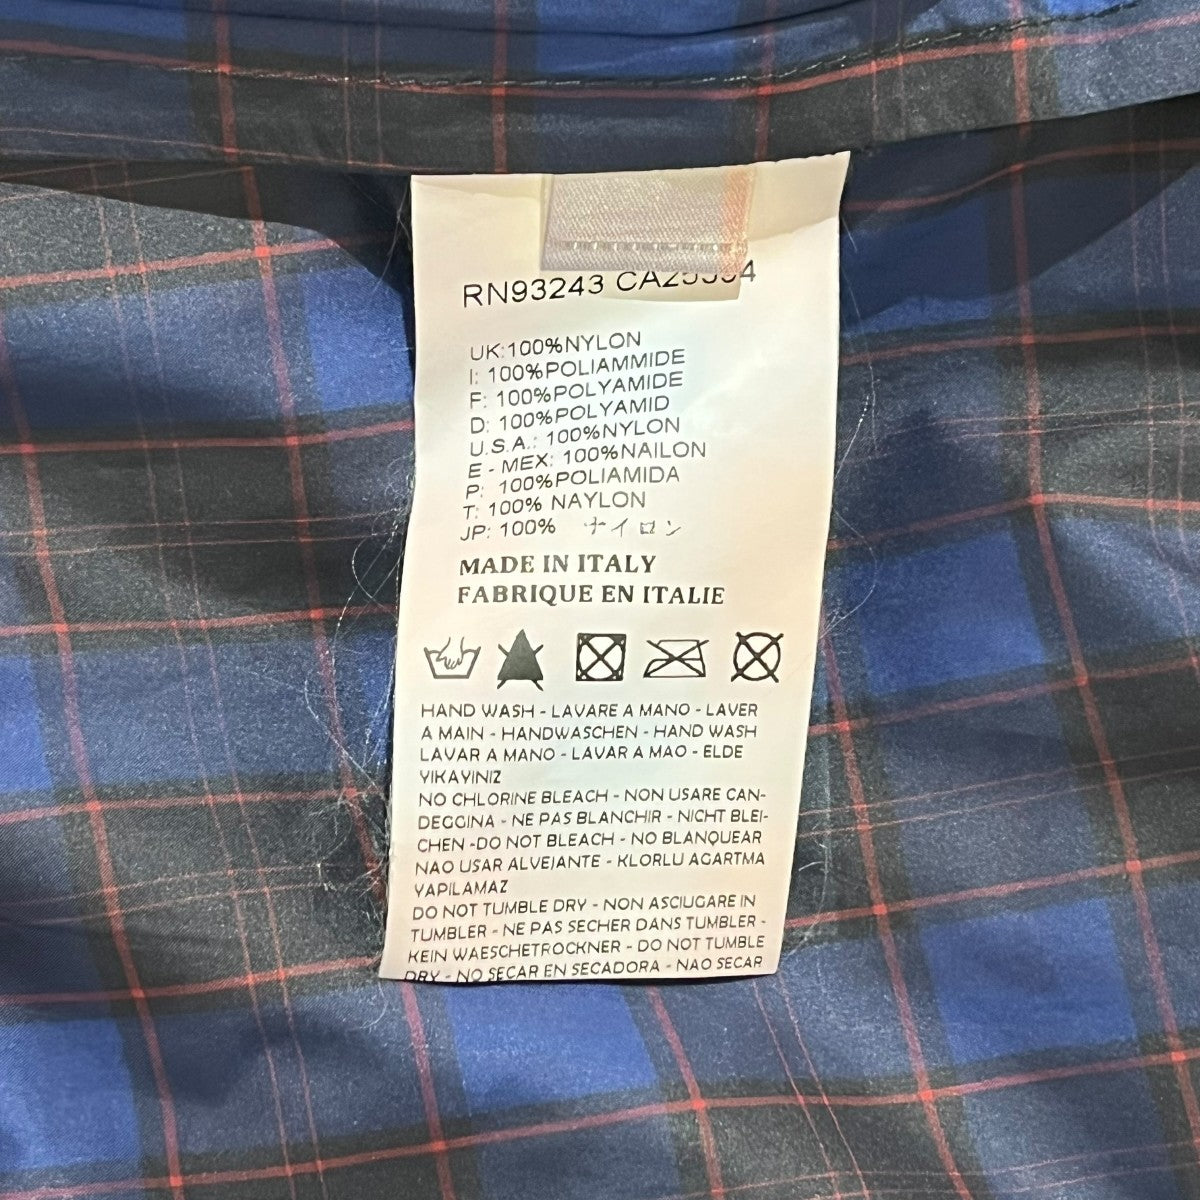 RN93243
UK:100%NYLON
I: 100%POLIAMMIDE
F: 100%POLYAMIDE
D: 100%POLYAMID
U.S.A.: 100%NYLON
E - MEX: 100%NAILON
P: 100%POLIAMIDA
T: 100% NAYLON
JP: 100% ナイロン
MADE IN ITALY
FABRIQUE EN ITALIE
HAND WASH - LAVARE A MANO - LAVER
A MAIN - HANDWASCHEN - HAND WASH
LAVAR A MANO - LAVAR A MAO - ELDE
YIKAYINIZ
NO CHLORINE BLEACH - NON USARE CAN-
DEGGINA - NE PAS BLANCHIR - NICHT BLEI-
CHEN -DO NOT BLEACH - NO BLANQUEAR
NAO USAR ALVEJANTE - KLORLU AGARTMA
YAPILAMAZ
DO NOT TUMBLE DRY - NON ASCIUGARE IN
TUMBLER - NE PAS SECHER DANS TUMBLER -
KEIN WAESCHETROCKNER - DO NOT TUMBLE
DRY - NO SECAR EN SECADORA - NAO SECAR